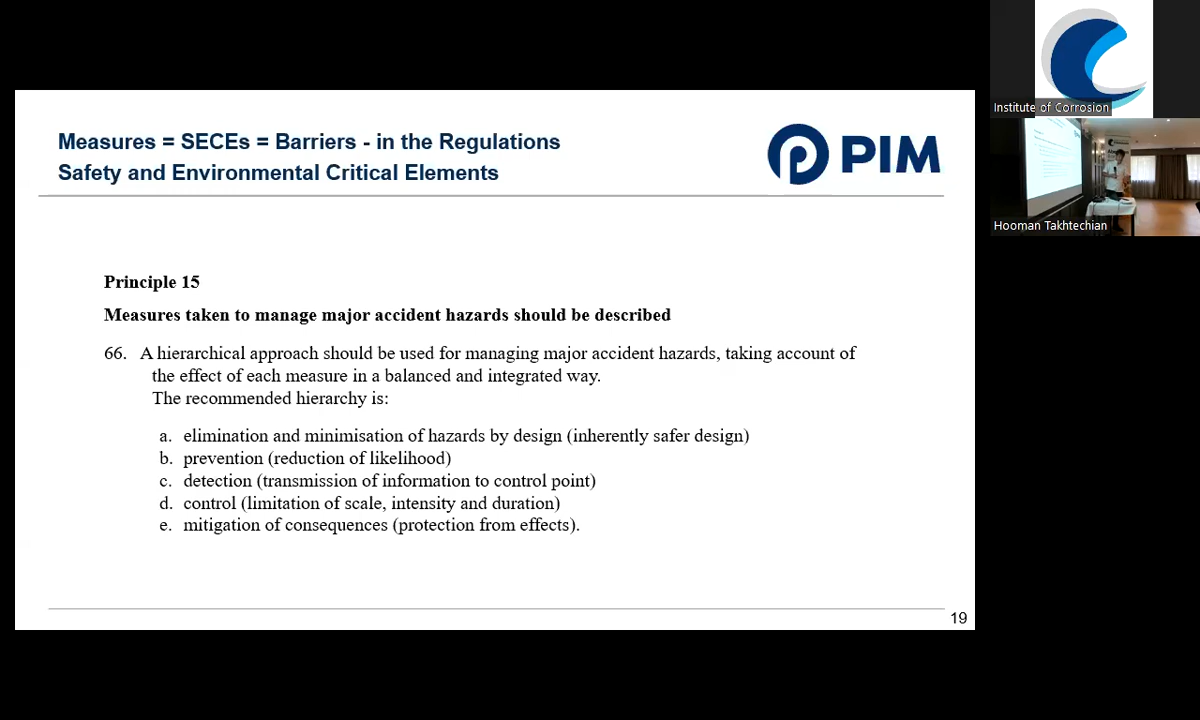 Measures = SECEs = Barriers - in the Regulations
Safety and Environmental Critical Elements
PIM
Principle 15
Measures taken to manage major accident hazards should be described
66. A hierarchical approach should be used for managing major accident hazards, taking account of
the effect of each measure in a balanced and integrated way.
The recommended hierarchy is:
a. elimination and minimisation of hazards by design (inherently safer design)
b. prevention (reduction of likelihood)
c. detection (transmission of information to control point)
d. control (limitation of scale, intensity and duration)
e. mitigation of consequences (protection from effects).
19
Institute of Corrosion
Hooman Takhtechian